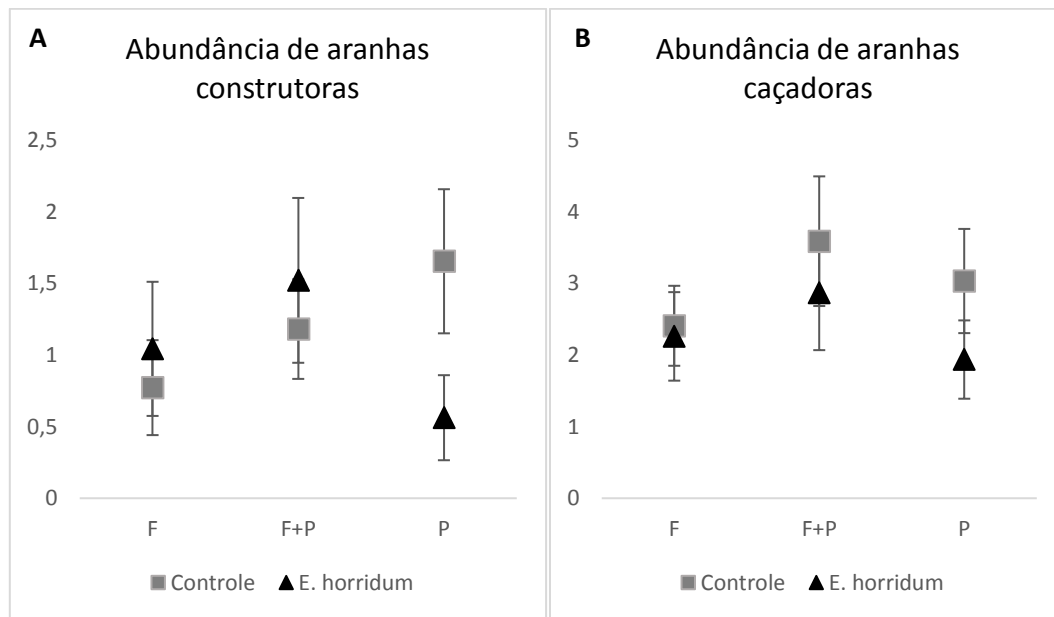 A
Abundância de aranhas
construtoras
2,5
2
1,5
1
0,5
0
F
F+P
P
Controle
E. horridum
B
Abundância de aranhas
caçadoras
5
4
3
2
1
0
F
F+P
P
Controle
E. horridum